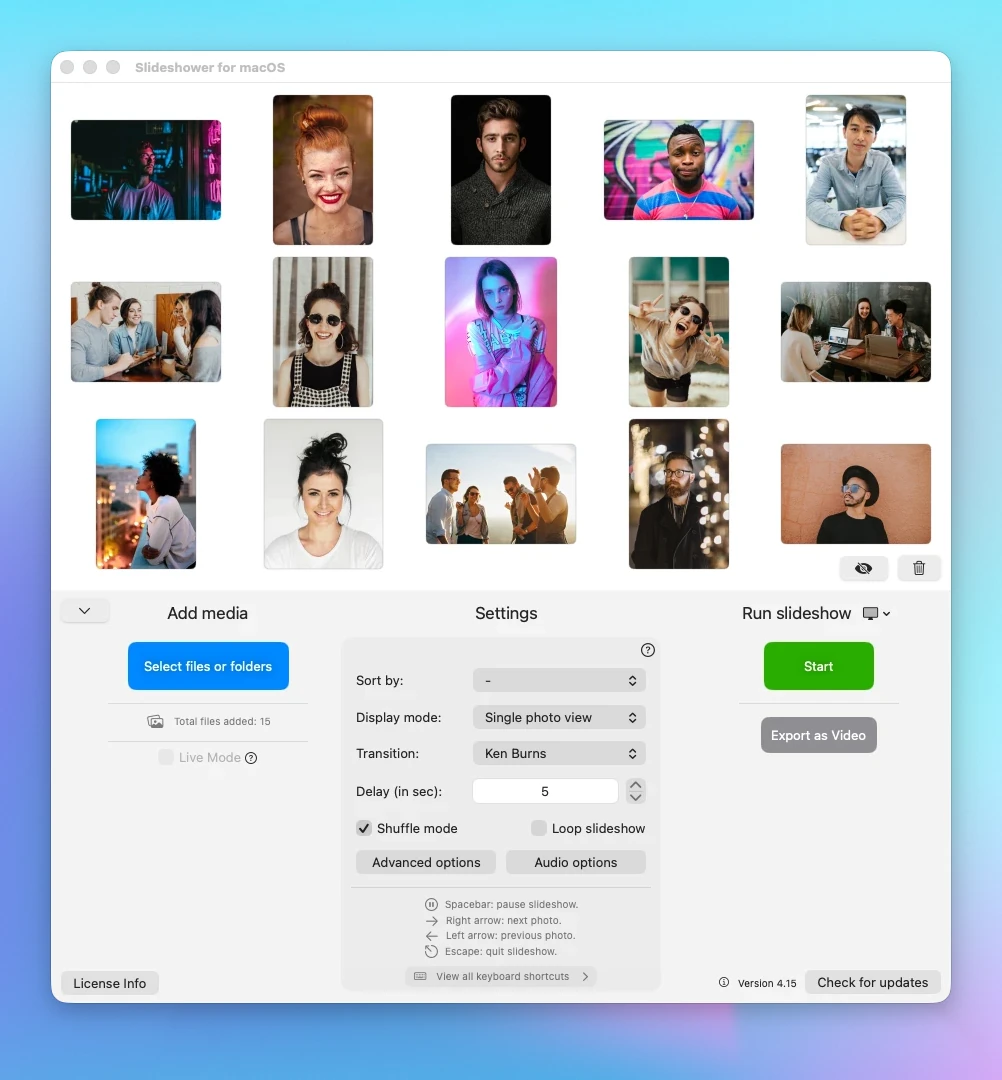 Slideshower for macOS
Add media
Settings
Run slideshow
Select files or folders
Start
Sort by:
-
Total files added: 15
Display mode:
Single photo view
Export as Video
Live Mode
Transition:
Ken Burns
Delay (in sec):
5
Shuffle mode
Loop slideshow
Advanced options
Audio options
Spacebar: pause slideshow.
Right arrow: next photo.
Left arrow: previous photo.
Escape: quit slideshow.
View all keyboard shortcuts
License Info
Version 4.15
Check for updates